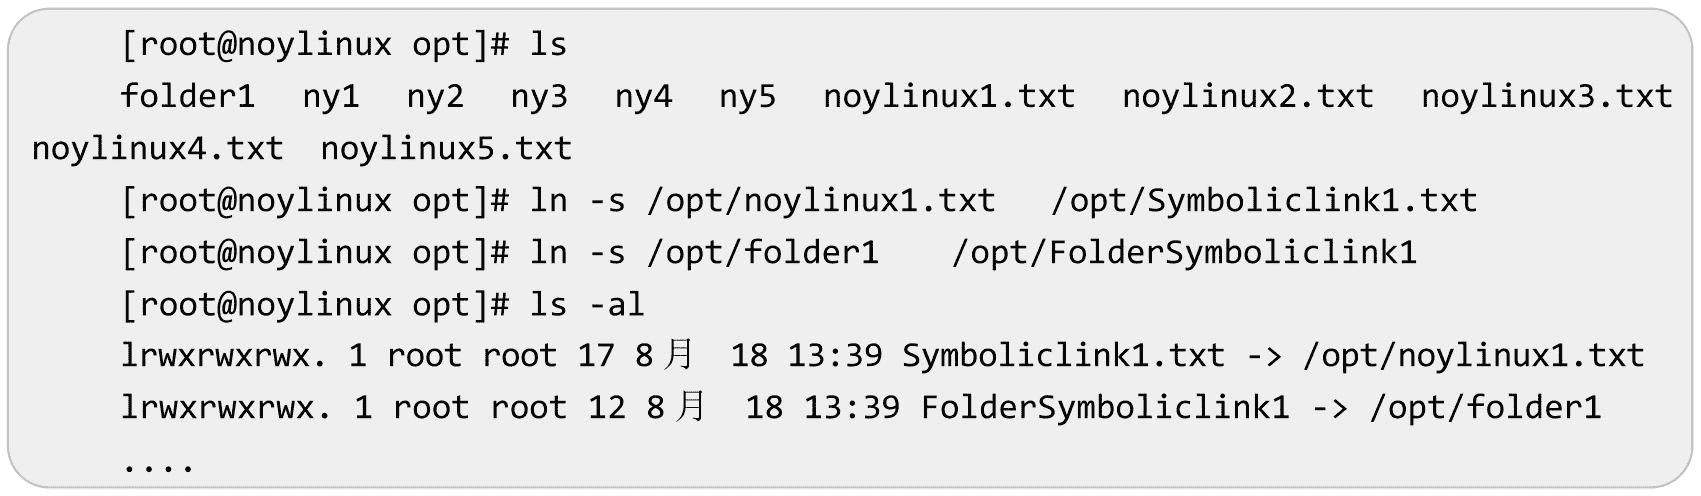 [root@noylinux opt]# ls
folder1  ny1  ny2  ny3  ny4  ny5  noylinux1.txt  noylinux2.txt  noylinux3.txt
noylinux4.txt  noylinux5.txt
[root@noylinux opt]# ln -s /opt/noylinux1.txt   /opt/Symboliclink1.txt
[root@noylinux opt]# ln -s /opt/folder1    /opt/FolderSymboliclink1
[root@noylinux opt]# ls -al
lrwxrwxrwx. 1 root root 17 8月  18 13:39 Symboliclink1.txt -> /opt/noylinux1.txt
lrwxrwxrwx. 1 root root 12 8月  18 13:39 FolderSymboliclink1 -> /opt/folder1
....